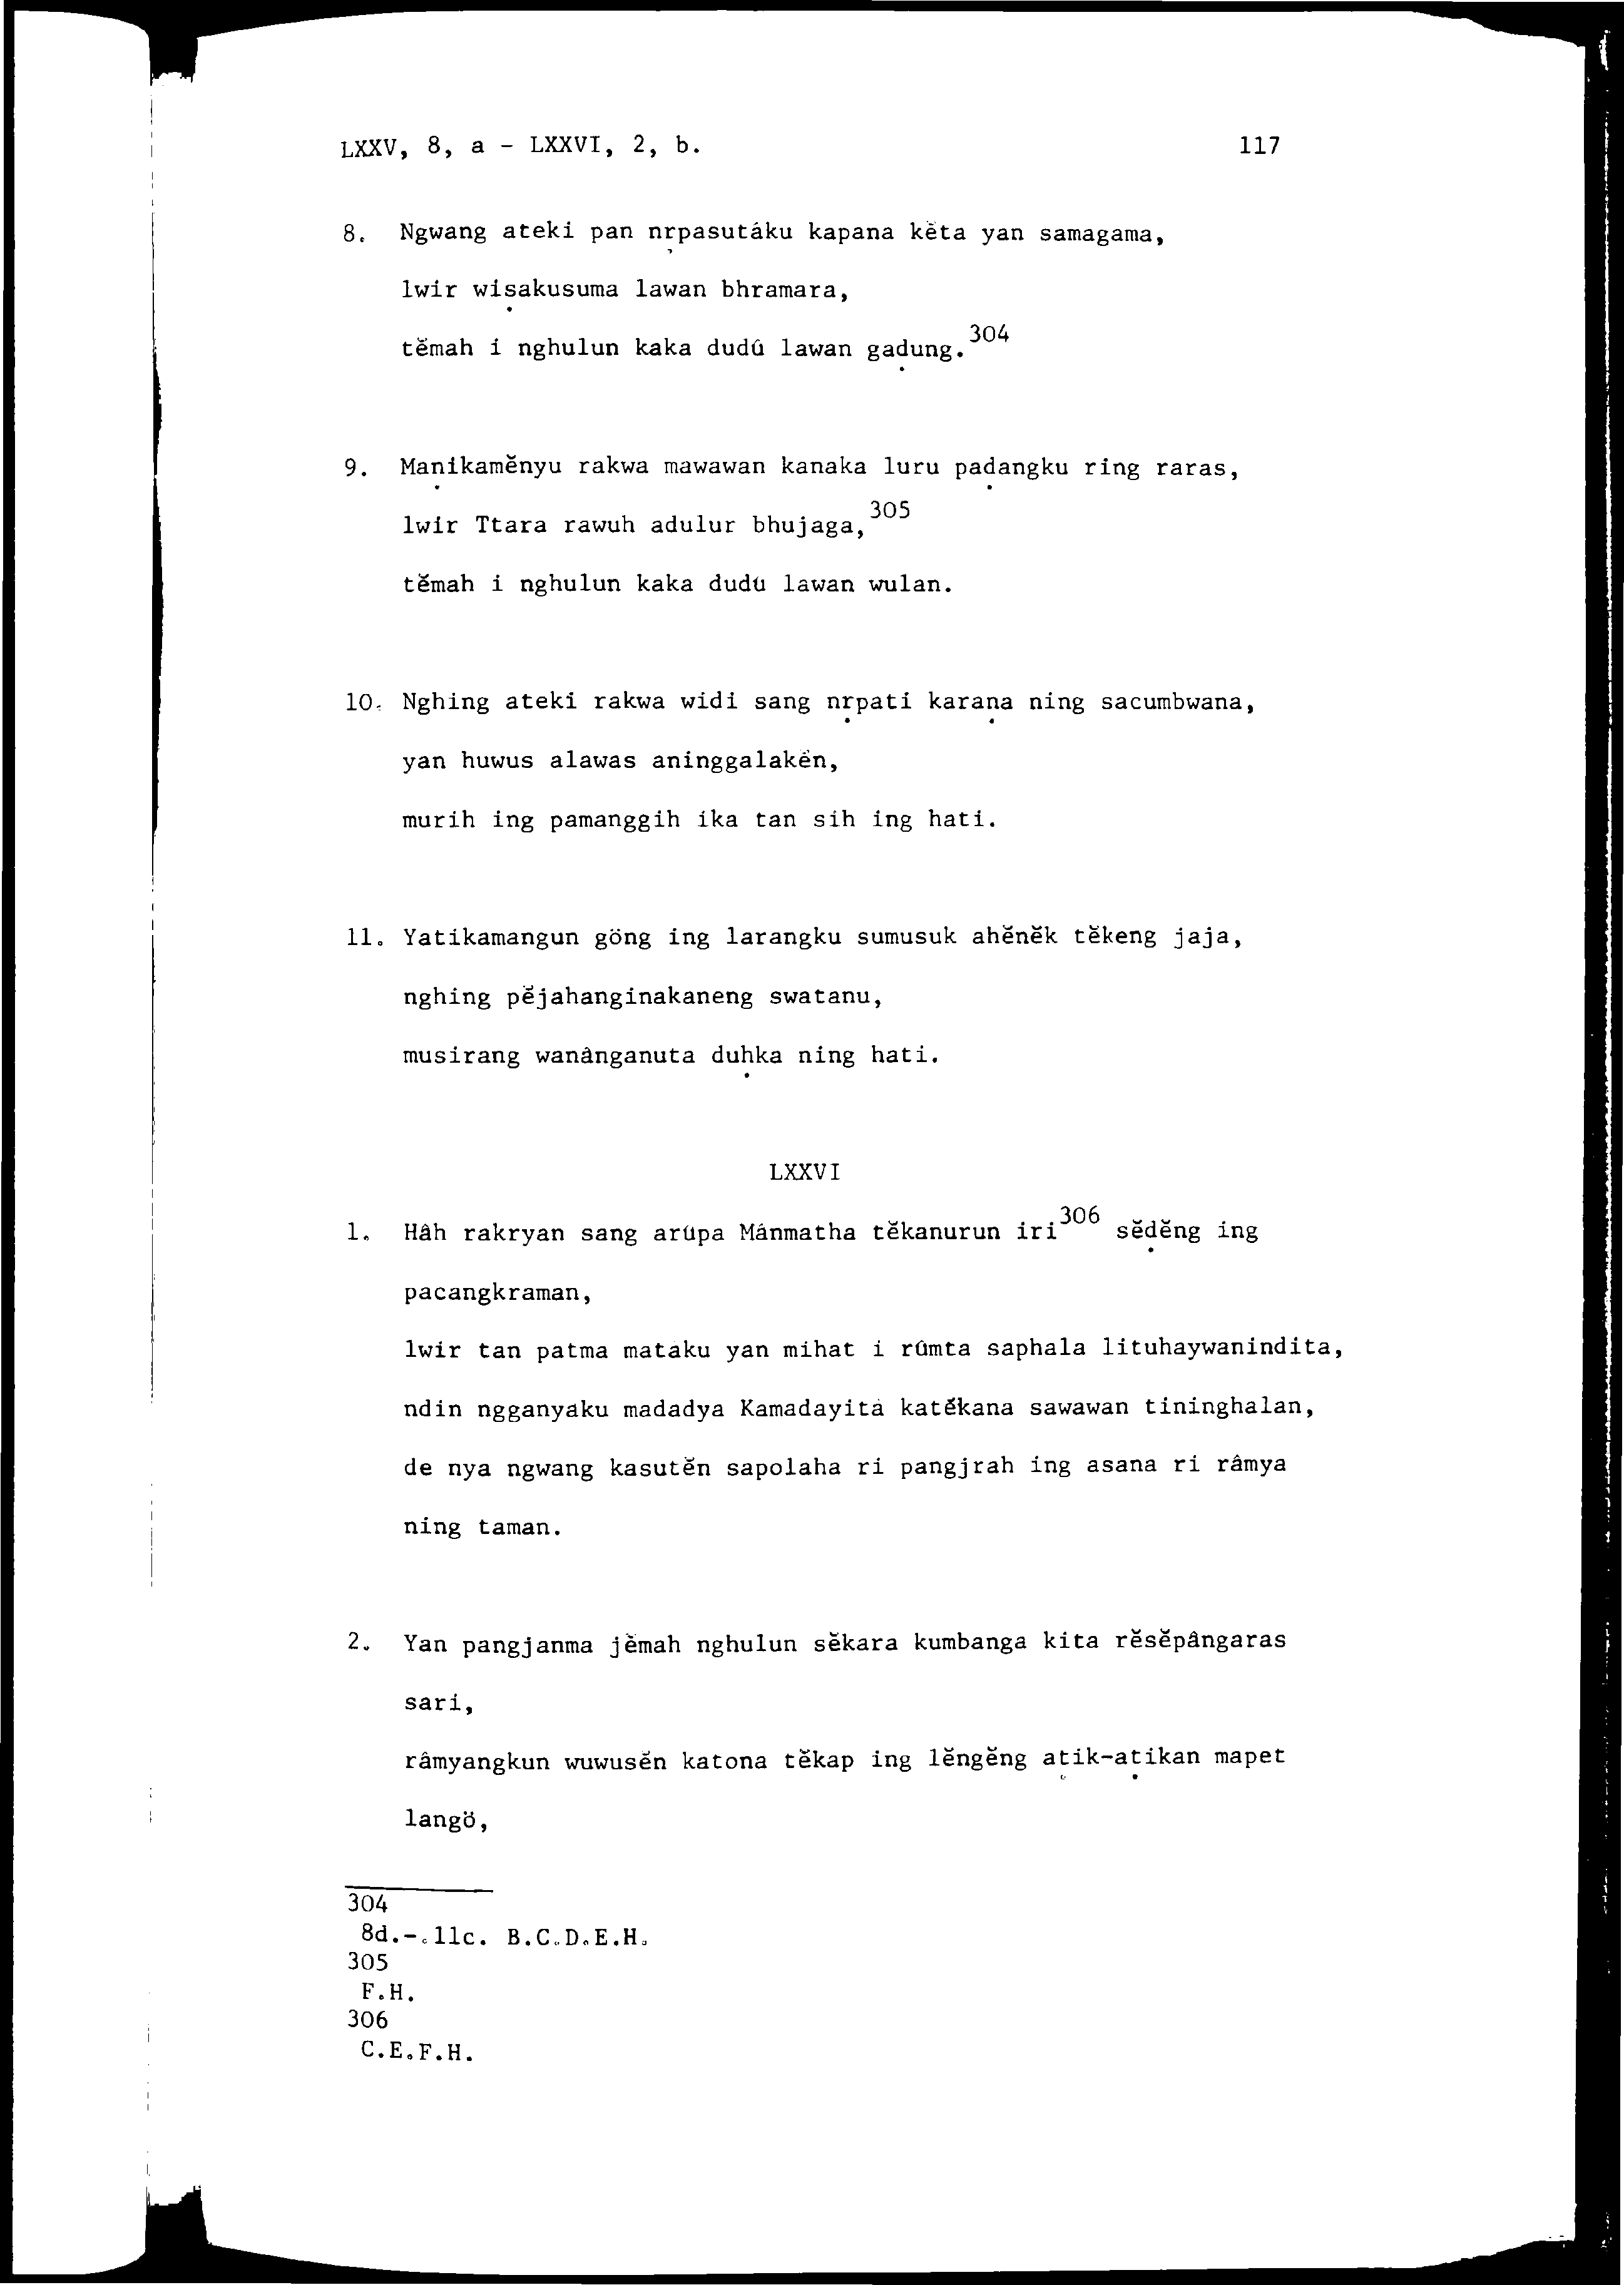 LXXV, 8, a - LXXVI, 2, b. 117
8. Ngwang ateki pan nṛpasutâku kapana kĕta yan samagama,
lwir wiṣakusuma lawan bhramara,
tĕmah i nghulun kaka dudû lawan gaḍung.304
9. Maṇikamĕnyu rakwa mawawan kanaka luru paḍangku ring raras,
lwir Ttara rawuh adulur bhujaga,305
tĕmah i nghulun kaka dudû lawan wulan.
10. Nghing ateki rakwa widi sang nṛpati karaṇa ning sacumbwana,
yan huwus alawas aninggalakĕn,
murih ing pamanggih ika tan sih ing hati.
11. Yatikamangun göng ing larangku sumusuk ahĕnĕk tĕkeng jaja,
nghing pĕjahanginakaneng swatanu,
musirang wanânganuta duḥka ning hati.
LXXVI
1. Hâh rakryan sang arûpa Mânmatha tĕkanurun iri306 sĕḍĕng ing
pacangkraman,
lwir tan patma mataku yan mihat i rûmta saphala lituhaywanindita,
ndin ngganyaku madadya Kamadayitâ katĕkana sawawan tininghalan,
de nya ngwang kasutĕn sapolaha ri pangjrah ing asana ri râmya
ning taman.
2. Yan pangjanma jĕmah nghulun sĕkara kumbanga kita rĕsĕpângaras
sari,
râmyangkun wuwusĕn katona tĕkap ing lĕngĕng aṭik-aṭikan mapet
langö,
304
8d.-.11c. B.C.D.E.H.
305
F.H.
306
C.E.F.H.